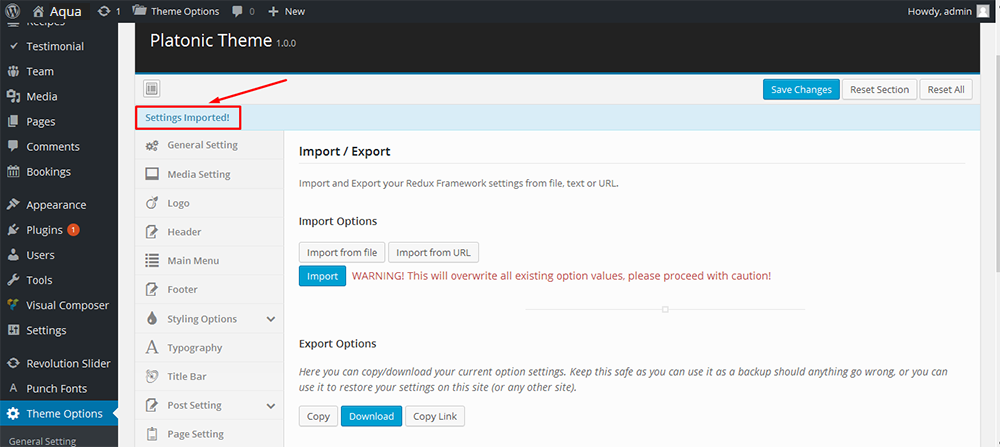 Aqua 1 Theme Options 0 New Howdy, admin
Recipes
Testimonial
Team
Media
Pages
Comments
Bookings
Appearance
Plugins 1
Users
Tools
Visual Composer
Settings
Revolution Slider
Punch Fonts
Theme Options
General Setting
Platonic Theme 1.0.0
Save Changes Reset Section Reset All
Settings Imported!
General Setting
Media Setting
Logo
Header
Main Menu
Footer
Styling Options
Typography
Title Bar
Post Setting
Page Setting
Import / Export
Import and Export your Redux Framework settings from file, text or URL.
Import Options
Import from file Import from URL
Import WARNING! This will overwrite all existing option values, please proceed with caution!
Export Options
Here you can copy/download your current option settings. Keep this safe as you can use it as a backup should anything go wrong, or you can
use it to restore your settings on this site (or any other site).
Copy Download Copy Link